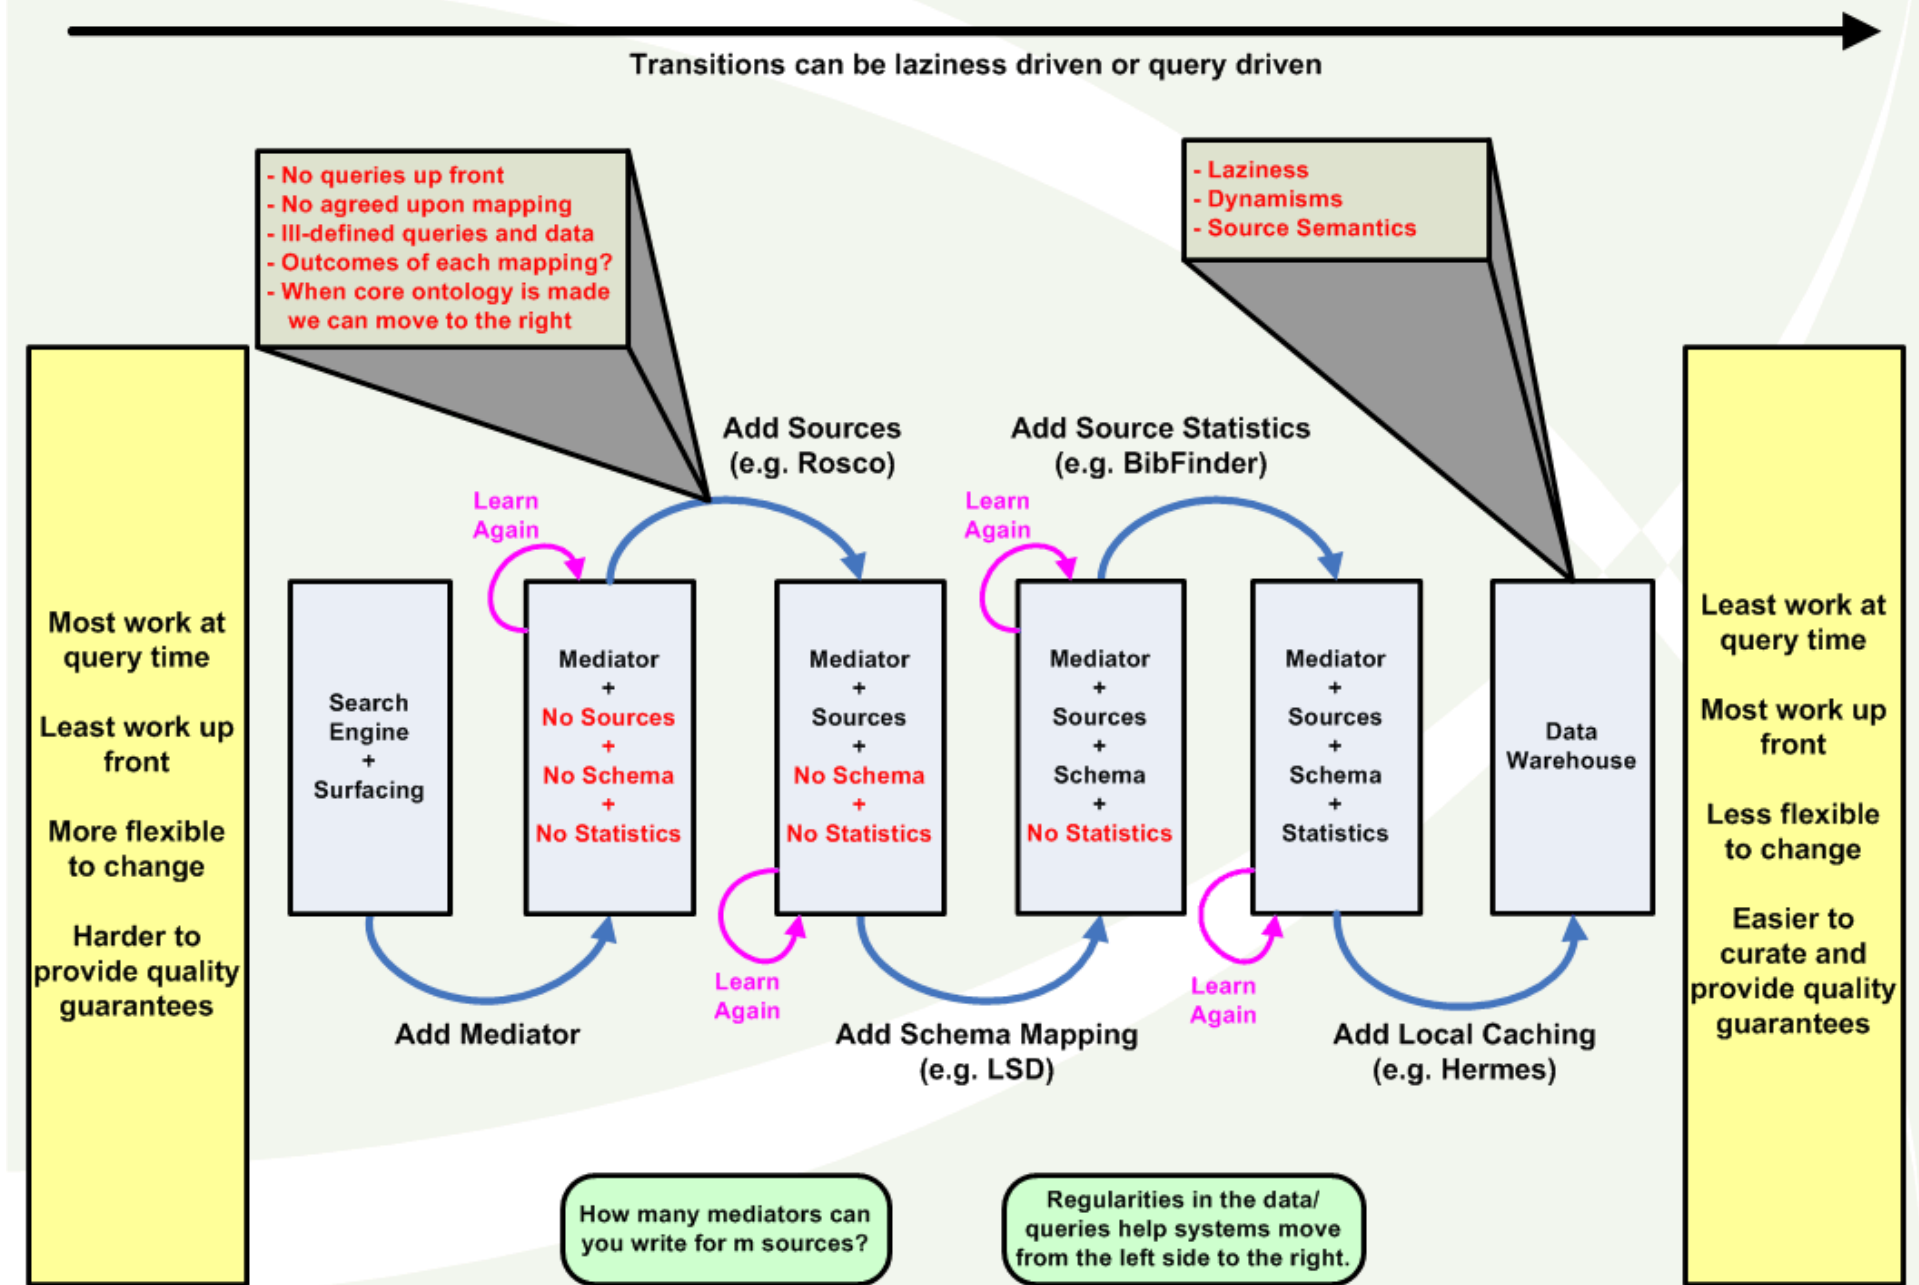 Transitions can be laziness driven or query driven
- No queries up front
- No agreed upon mapping
- Ill-defined queries and data
- Outcomes of each mapping?
- When core ontology is made
we can move to the right
- Laziness
- Dynamisms
- Source Semantics
Most work at
query time
Least work up
front
More flexible
to change
Harder to
provide quality
guarantees
Add Sources
(e.g. Rosco)
Add Source Statistics
(e.g. BibFinder)
Learn
Again
Learn
Again
Search
Engine
+
Surfacing
Mediator
+
No Sources
+
No Schema
+
No Statistics
Mediator
+
Sources
+
No Schema
+
No Statistics
Mediator
+
Sources
+
Schema
+
No Statistics
Mediator
+
Sources
+
Schema
+
Statistics
Data
Warehouse
Learn
Again
Learn
Again
Add Mediator
Add Schema Mapping
(e.g. LSD)
Add Local Caching
(e.g. Hermes)
Least work at
query time
Most work up
front
Less flexible
to change
Easier to
curate and
provide quality
guarantees
How many mediators can
you write for m sources?
Regularities in the data/
queries help systems move
from the left side to the right.